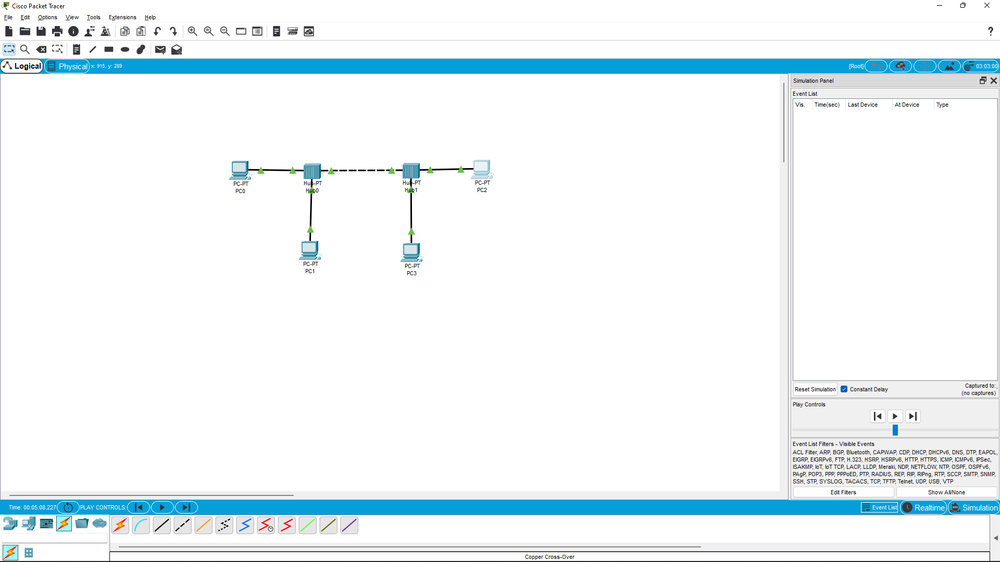 Cisco Packet Tracer
File Edit Options View Tools Extensions Help
Logical Physical x: 915, y: 289 [Root] 03:03:00
Simulation Panel
Event List
Vis. Time(sec) Last Device At Device Type
PC-PT
PC0
Hub-PT
Hub0
Hub-PT
Hub1
PC-PT
PC2
PC-PT
PC1
PC-PT
PC3
Reset Simulation Constant Delay Captured to:
(no captures)
Play Controls
Event List Filters - Visible Events
ACL Filter, ARP, BGP, Bluetooth, CAPWAP, CDP, DHCP, DHCPv6, DNS, DTP, EAPOL,
EIGRP, EIGRPv6, FTP, H.323, HSRP, HSRPv6, HTTP, HTTPS, ICMP, ICMPv6, IPSec,
ISAKMP, IoT, IoT TCP, LACP, LLDP, Meraki, NDP, NETFLOW, NTP, OSPF, OSPFv6,
PAgP, POP3, PPP, PPPoED, PTP, RADIUS, REP, RIP, RIPng, RTP, SCCP, SMTP, SNMP,
SSH, STP, SYSLOG, TACACS, TCP, TFTP, Telnet, UDP, USB, VTP
Edit Filters Show All/None
Time: 00:05:08.227 PLAY CONTROLS: Event List Realtime Simulation
Copper Cross-Over